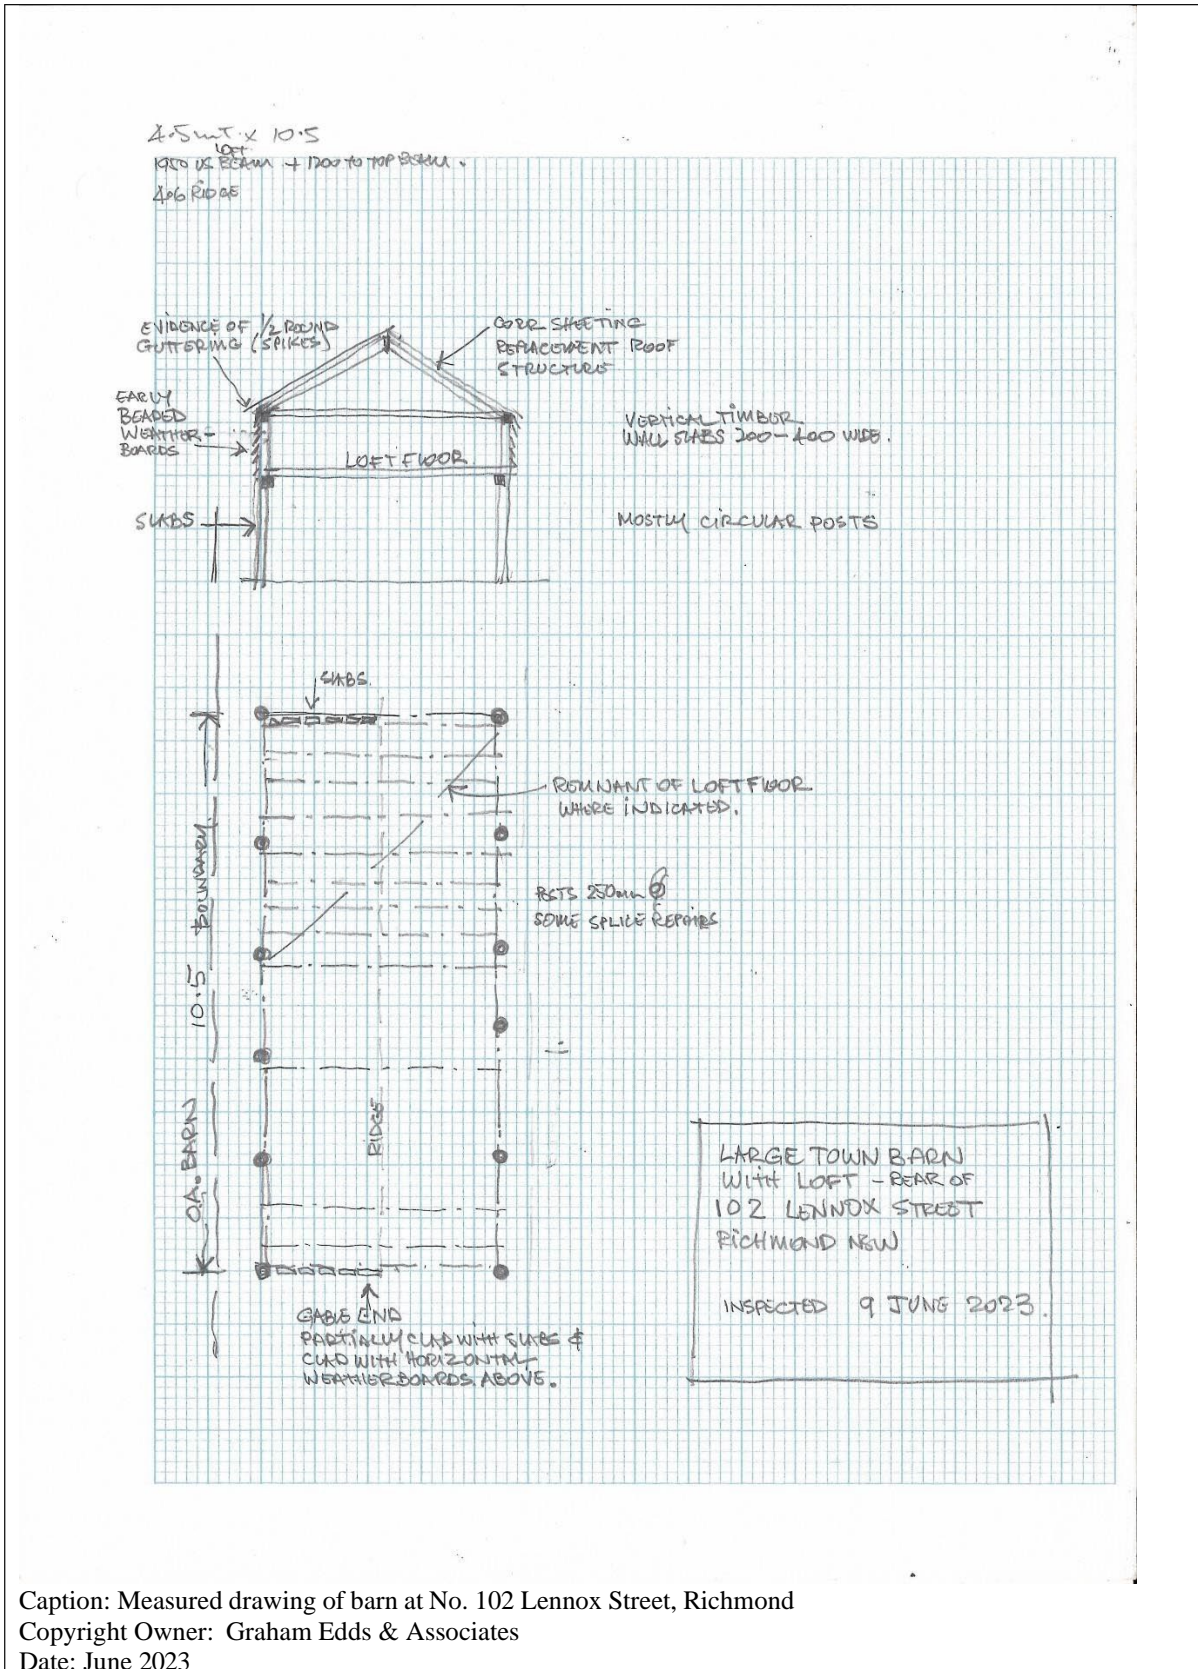 4.5mT. x 10.5
LOFT
1950 US BEAM + 1200 TO TOP BEAM.
4.6 RIDGE
EVIDENCE OF 1/2 ROUND
GUTTERING (SPIKES)
CORR SHEETING
REPLACEMENT ROOF
STRUCTURE
EARLY
BEADED
WEATHER-
BOARDS
VERTICAL TIMBER
WALL SLABS 200-400 WIDE.
LOFT FLOOR
SLABS
MOSTLY CIRCULAR POSTS
SLABS.
REMNANT OF LOFT FLOOR
WHERE INDICATED.
BOUNDARY.
POSTS 250mm Ø
SOME SPLICE REPAIRS
O.A. BARN 10.5
RIDGE
LARGE TOWN BARN
WITH LOFT - REAR OF
102 LENNOX STREET
RICHMOND NSW
INSPECTED 9 JUNE 2023.
GABLE END
PARTIALLY CLAD WITH SLABS &
CLAD WITH HORIZONTAL
WEATHERBOARDS ABOVE.
Caption: Measured drawing of barn at No. 102 Lennox Street, Richmond
Copyright Owner: Graham Edds & Associates
Date: June 2023